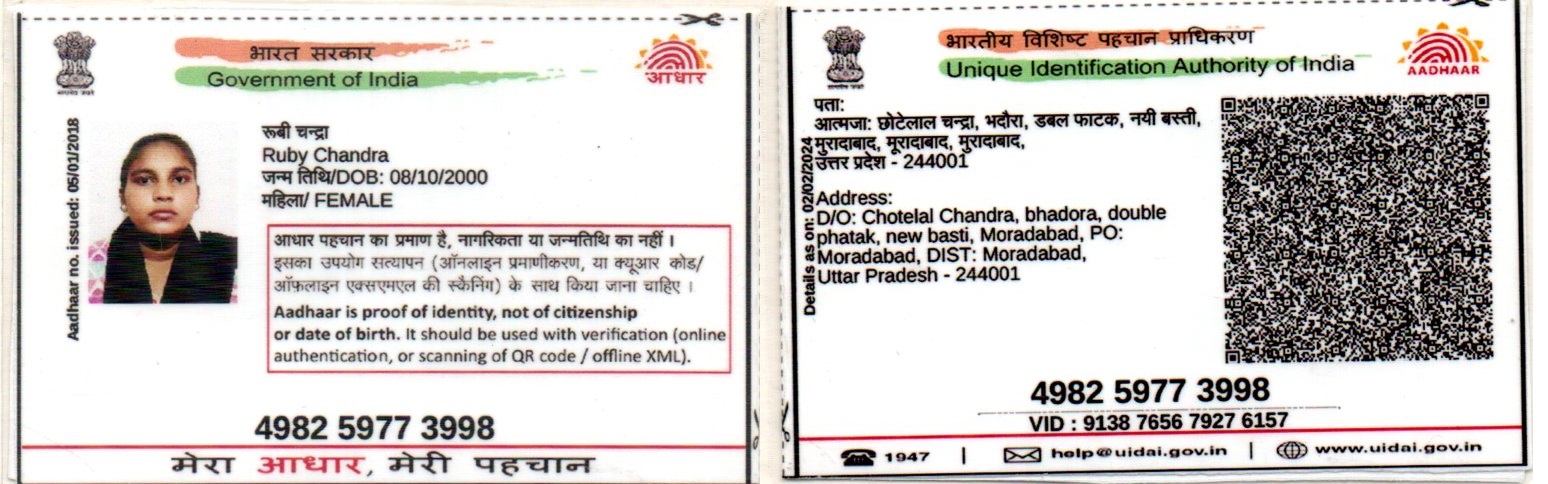 भारत सरकार
Government of India
आधार
Aadhaar no. issued: 05/01/2018
रूबी चन्द्रा
Ruby Chandra
जन्म तिथि/DOB: 08/10/2000
महिला/ FEMALE
आधार पहचान का प्रमाण है, नागरिकता या जन्मतिथि का नहीं ।
इसका उपयोग सत्यापन (ऑनलाइन प्रमाणीकरण, या क्यूआर कोड/
ऑफ़लाइन एक्सएमएल की स्कैनिंग) के साथ किया जाना चाहिए ।
Aadhaar is proof of identity, not of citizenship
or date of birth. It should be used with verification (online
authentication, or scanning of QR code / offline XML).
4982 5977 3998
मेरा आधार, मेरी पहचान
भारतीय विशिष्ट पहचान प्राधिकरण
Unique Identification Authority of India
AADHAAR
Details as on: 02/02/2024
पता:
आत्मजा: छोटेलाल चन्द्रा, भदौरा, डबल फाटक, नयी बस्ती,
मुरादाबाद, मूरादाबाद, मुरादाबाद,
उत्तर प्रदेश - 244001
Address:
D/O: Chotelal Chandra, bhadora, double
phatak, new basti, Moradabad, PO:
Moradabad, DIST: Moradabad,
Uttar Pradesh - 244001
4982 5977 3998
VID : 9138 7656 7927 6157
1947 | help@uidai.gov.in | www.uidai.gov.in